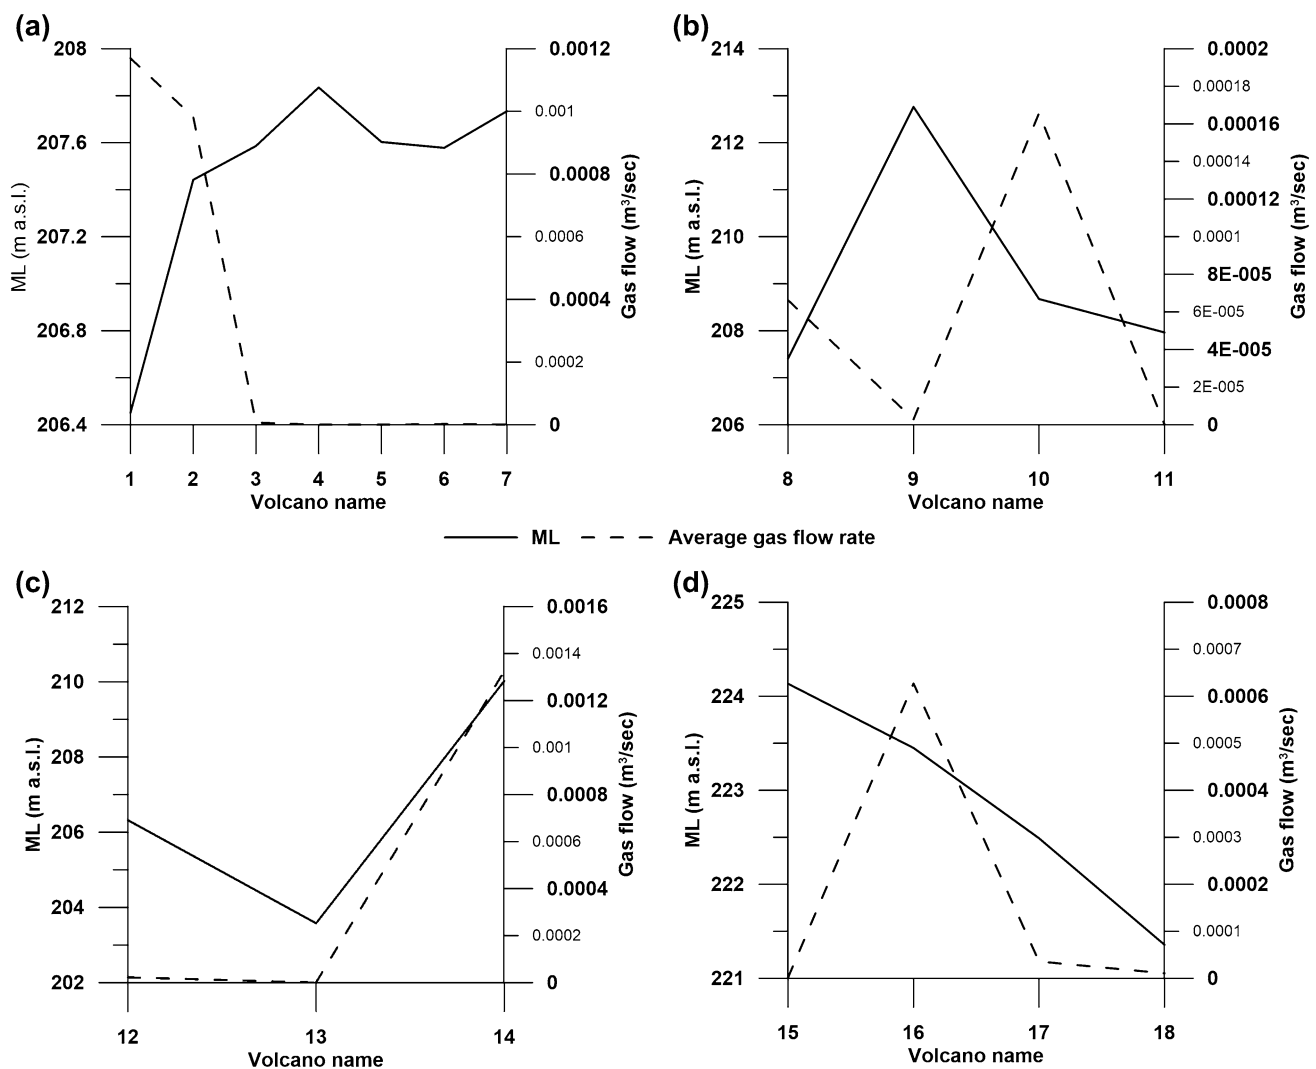 (a)
208
207.6
207.2
206.8
206.4
ML (m a.s.l.)
0.0012
0.001
0.0008
0.0006
0.0004
0.0002
0
Gas flow (m³/sec)
1 2 3 4 5 6 7
Volcano name
(b)
214
212
210
208
206
ML (m a.s.l.)
0.0002
0.00018
0.00016
0.00014
0.00012
0.0001
8E-005
6E-005
4E-005
2E-005
0
Gas flow (m³/sec)
8 9 10 11
Volcano name
ML Average gas flow rate
(c)
212
210
208
206
204
202
ML (m a.s.l.)
0.0016
0.0014
0.0012
0.001
0.0008
0.0006
0.0004
0.0002
0
Gas flow (m³/sec)
12 13 14
Volcano name
(d)
225
224
223
222
221
ML (m a.s.l.)
0.0008
0.0007
0.0006
0.0005
0.0004
0.0003
0.0002
0.0001
0
Gas flow (m³/sec)
15 16 17 18
Volcano name